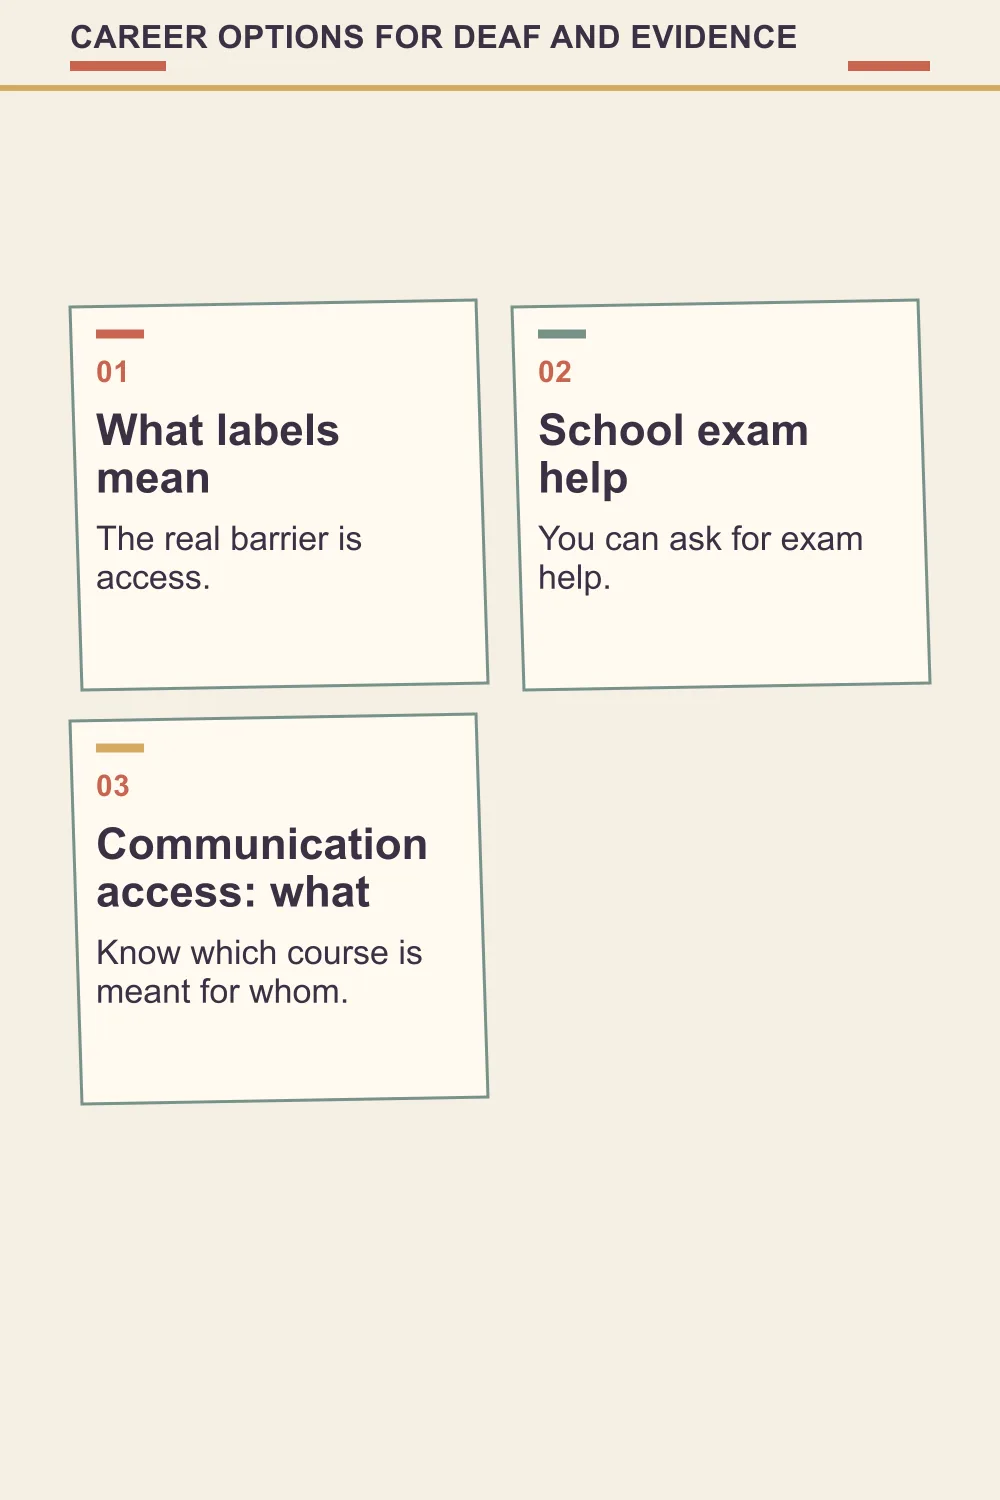 CAREER OPTIONS FOR DEAF AND EVIDENCE
01
What labels
mean
The real barrier is
access.
02
School exam
help
You can ask for exam
help.
03
Communication
access: what
Know which course is
meant for whom.